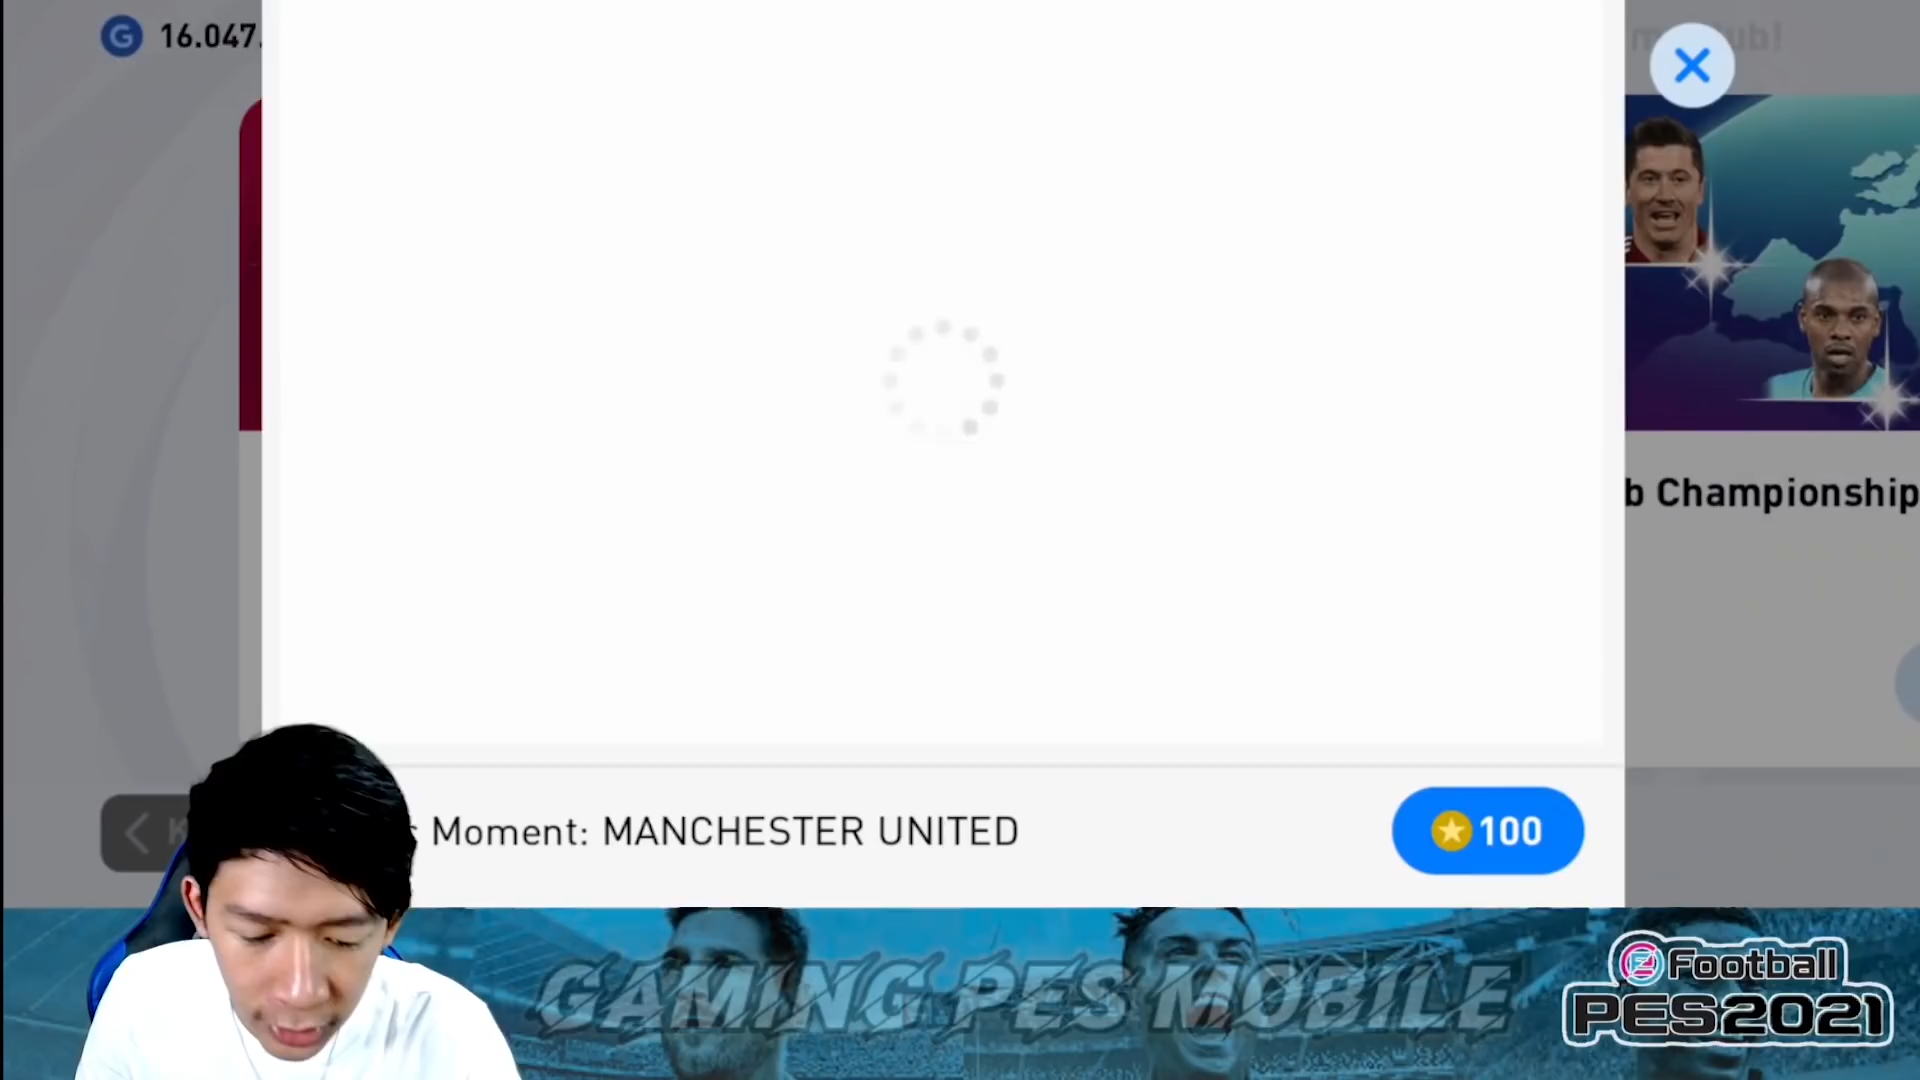 G 16.047.
b Championship
Moment: MANCHESTER UNITED
100
GAMING PES MOBILE
eFootball
PES2021